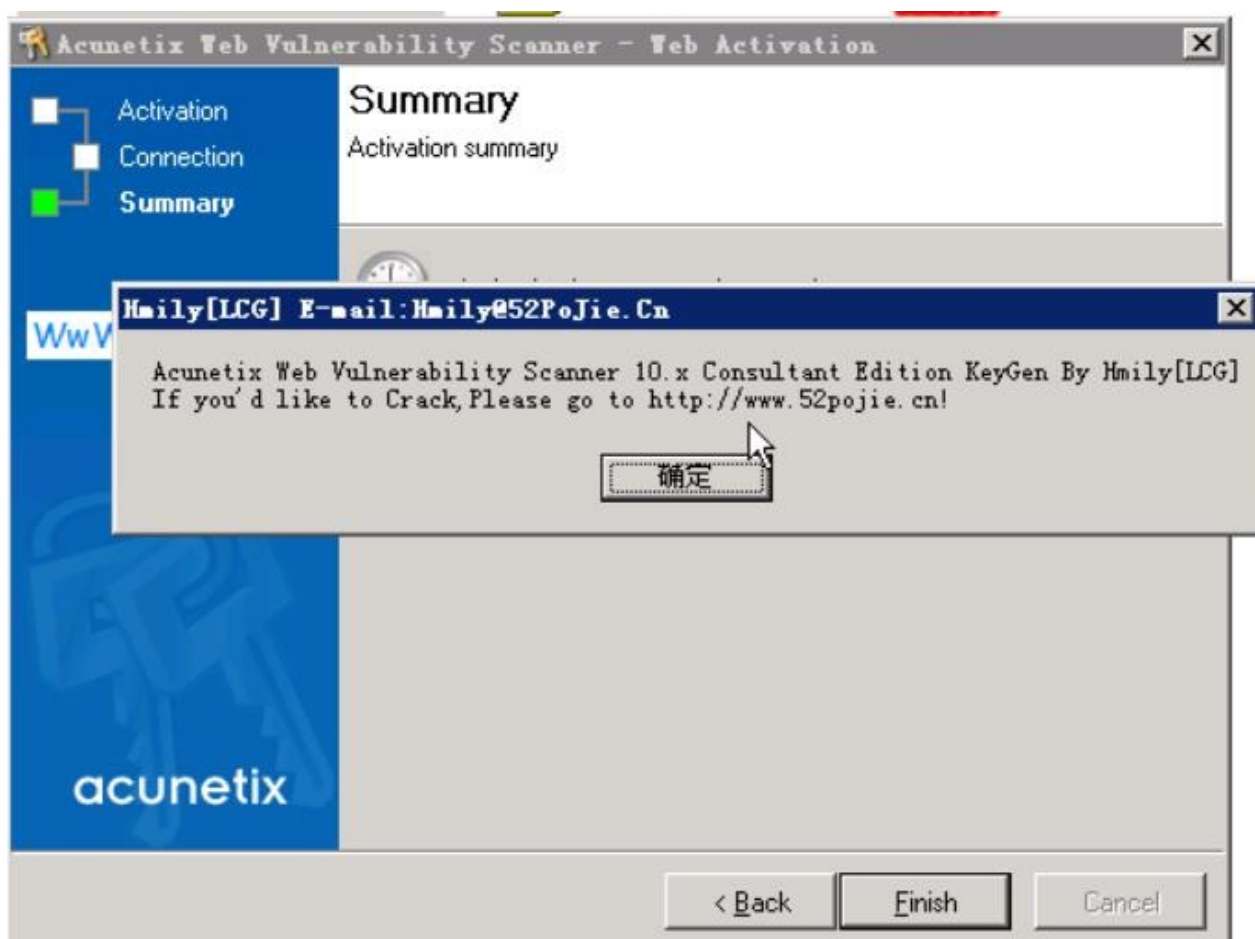 Acunetix Web Vulnerability Scanner - Web Activation
Activation
Connection
Summary
Summary
Activation summary
WwW
Hmily[LCG] E-mail:Hmily@52PoJie.Cn
Acunetix Web Vulnerability Scanner 10.x Consultant Edition KeyGen By Hmily[LCG]
If you'd like to Crack,Please go to http://www.52pojie.cn!
确定
acunetix
< Back
Finish
Cancel